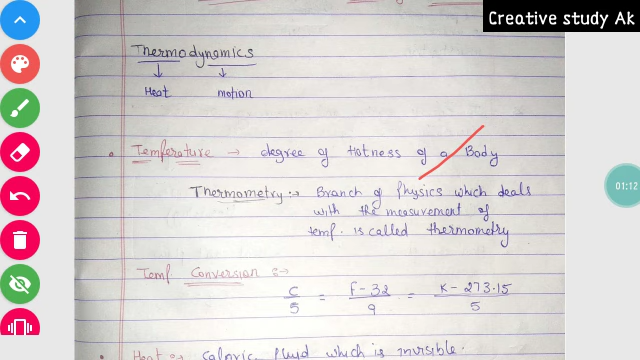 Creative study Ak
Thermodynamics
↓ ↓
Heat motion
• Temperature → degree of Hotness of a Body
Thermometry :- Branch of Physics which deals
with the measurement of
temp. is called thermometry
01:12
Temp. Conversion :-
C/5 = F-32/9 = K-273.15/5
• Heat :- Caloric fluid which is invisible.